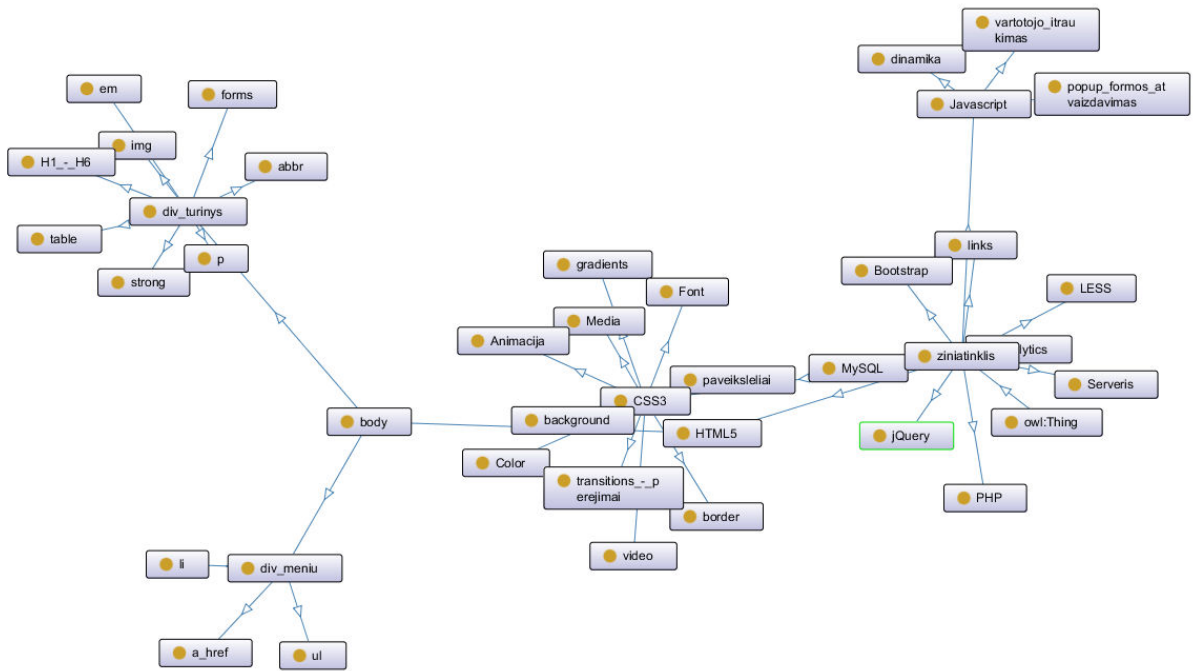 vartotojo_itrau
kimas
dinamika
popup_formos_at
vaizdavimas
Javascript
em
forms
img
H1_-_H6
abbr
div_turinys
table
p
strong
links
gradients
Bootstrap
Font
LESS
Media
Animacija
ziniatinklis
lytics
MySQL
paveiksleliai
Serveris
CSS3
background
body
owl:Thing
HTML5
jQuery
Color
transitions_-_p
erejimai
PHP
border
video
li
div_meniu
a_href
ul